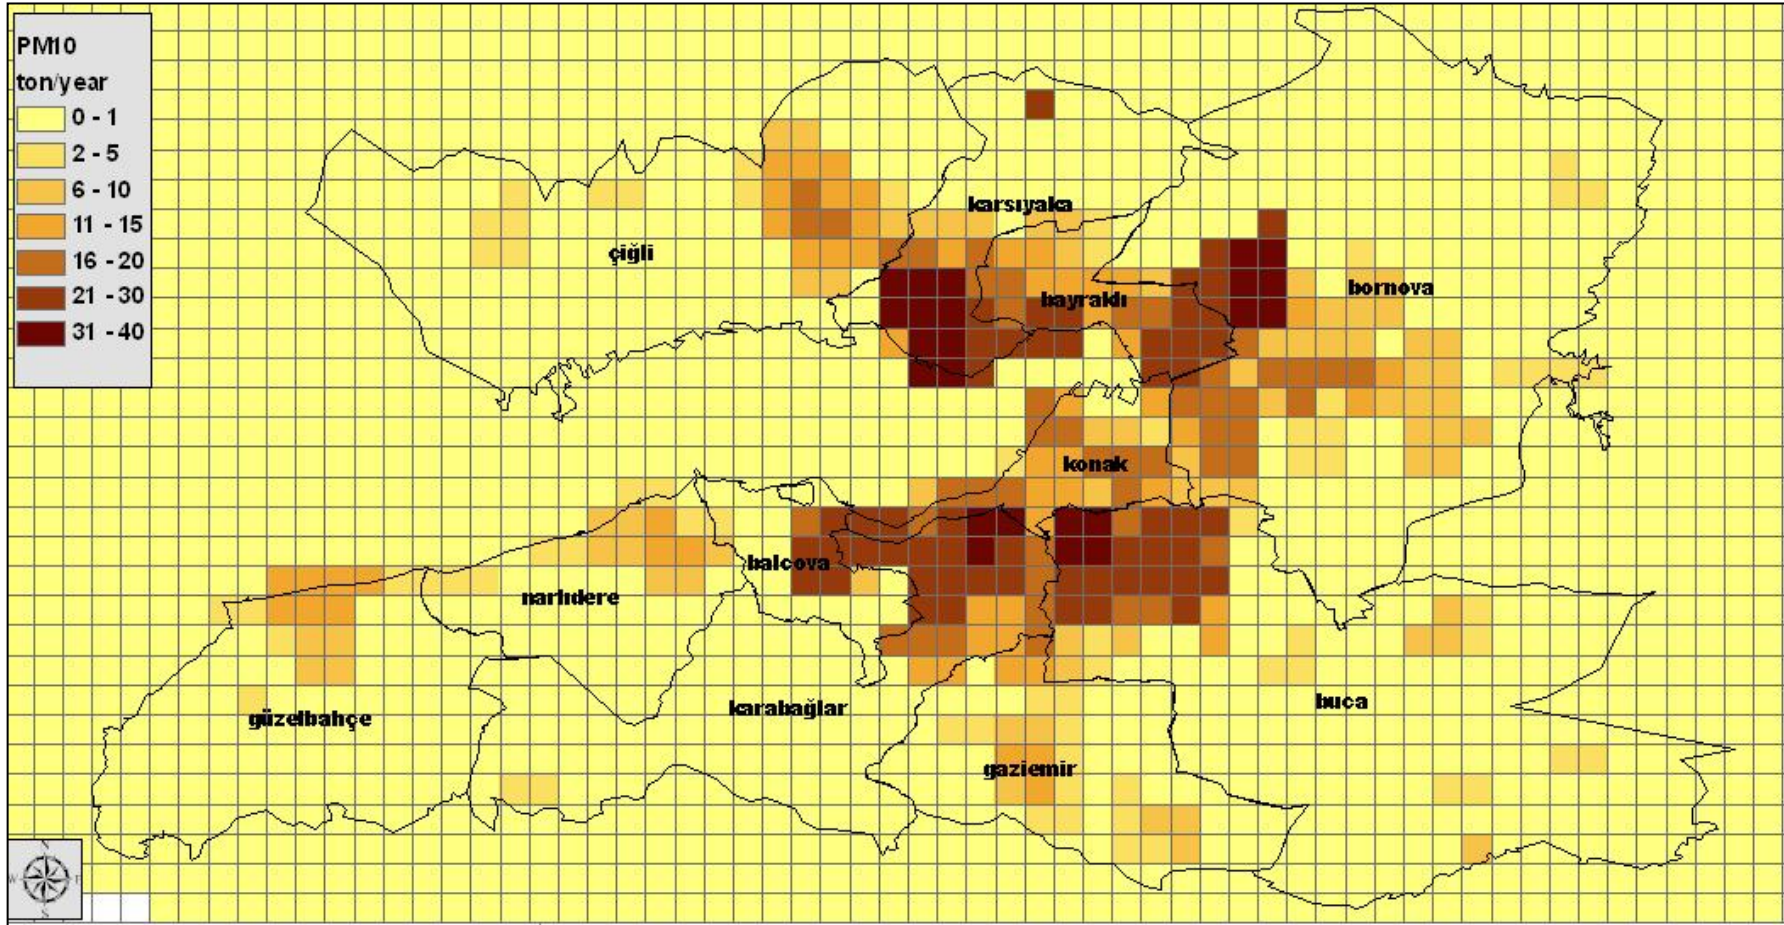 PM10
ton/year
0 - 1
2 - 5
6 - 10
11 - 15
16 - 20
21 - 30
31 - 40
karsıyaka
çiğli
bayraklı
bornova
konak
balcova
narlıdere
güzelbahçe
karabağlar
buca
gaziemir
N
W
E
S